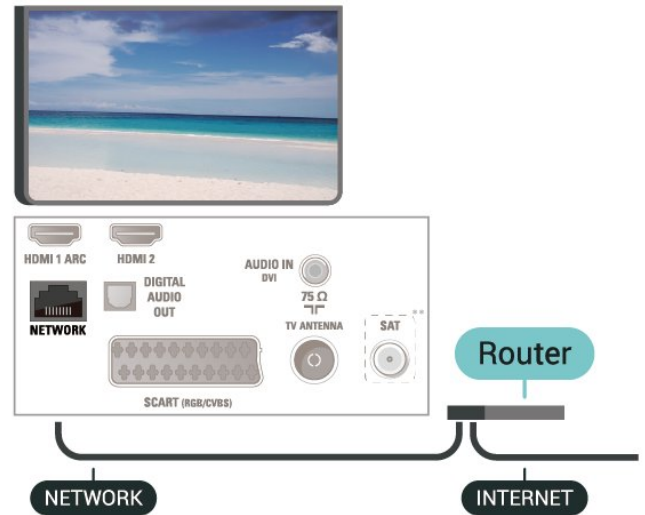 HDMI 1 ARC
HDMI 2
NETWORK
DIGITAL
AUDIO
OUT
AUDIO IN
DVI
75 Ω
TV ANTENNA
SAT
**
SCART (RGB/CVBS)
Router
NETWORK
INTERNET